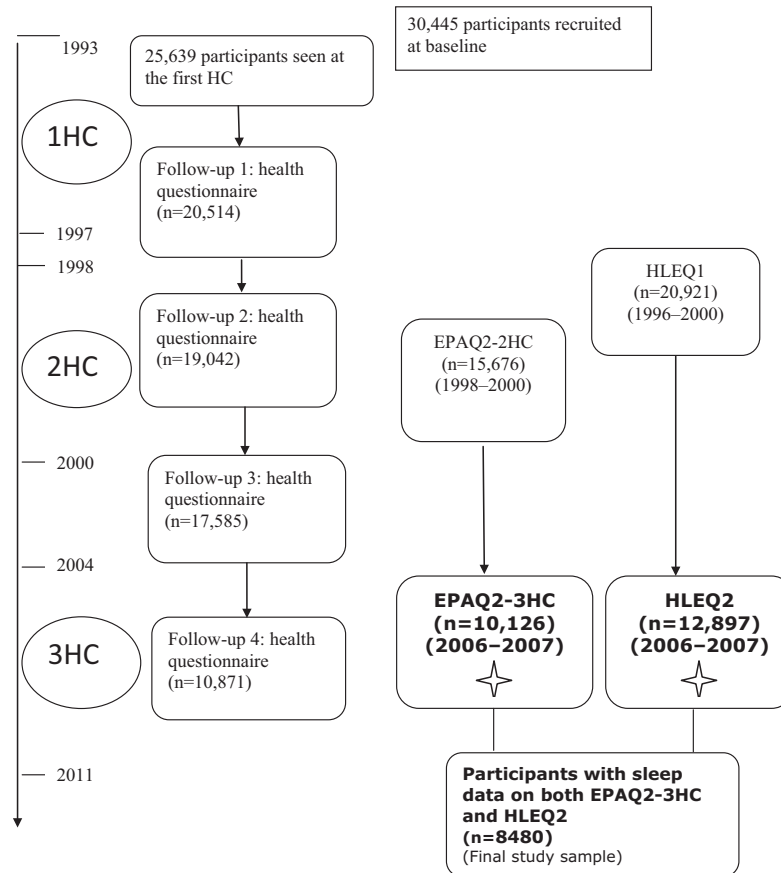 1993
1HC
1997
1998
2HC
2000
2004
3HC
2011
25,639 participants seen at
the first HC
Follow-up 1: health
questionnaire
(n=20,514)
Follow-up 2: health
questionnaire
(n=19,042)
Follow-up 3: health
questionnaire
(n=17,585)
Follow-up 4: health
questionnaire
(n=10,871)
30,445 participants recruited
at baseline
EPAQ2-2HC
(n=15,676)
(1998–2000)
HLEQ1
(n=20,921)
(1996–2000)
EPAQ2-3HC
(n=10,126)
(2006–2007)
HLEQ2
(n=12,897)
(2006–2007)
Participants with sleep
data on both EPAQ2-3HC
and HLEQ2
(n=8480)
(Final study sample)